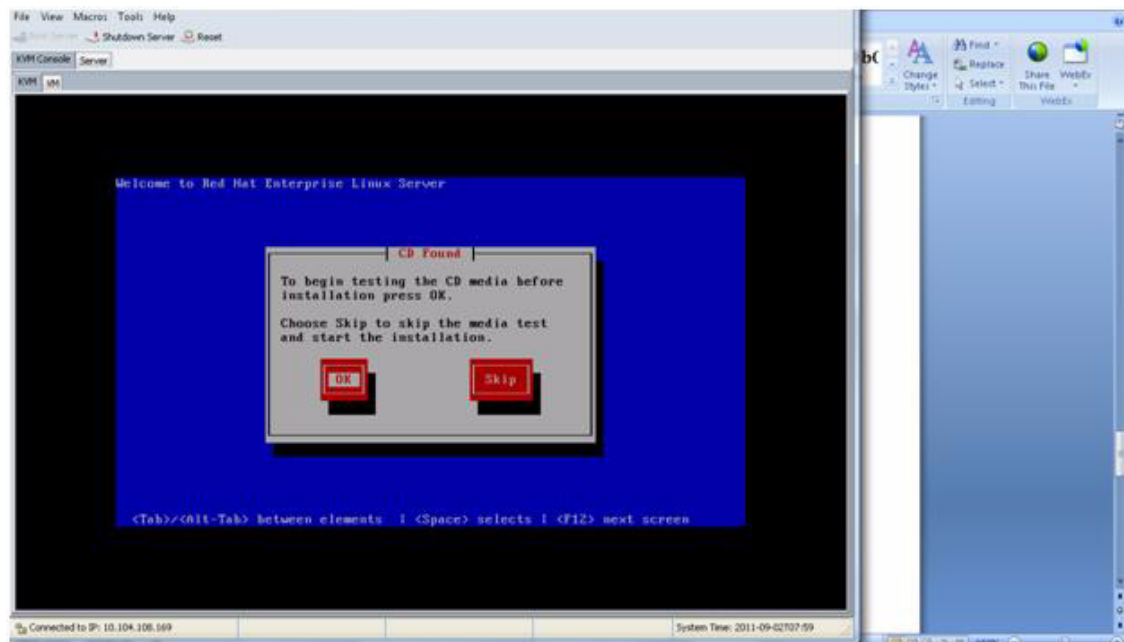 File View Macros Tools Help
Boot Server Shutdown Server Reset
KVM Console Server
KVM VM
Welcome to Red Hat Enterprise Linux Server
CD Found
To begin testing the CD media before
installation press OK.
Choose Skip to skip the media test
and start the installation.
OK Skip
<Tab>/<Alt-Tab> between elements | <Space> selects | <F12> next screen
Connected to IP: 10.104.108.169 System Time: 2011-09-02T07:59
Change
Styles
Find
Replace
Select
Editing
Share
This File
WebEx
WebEx